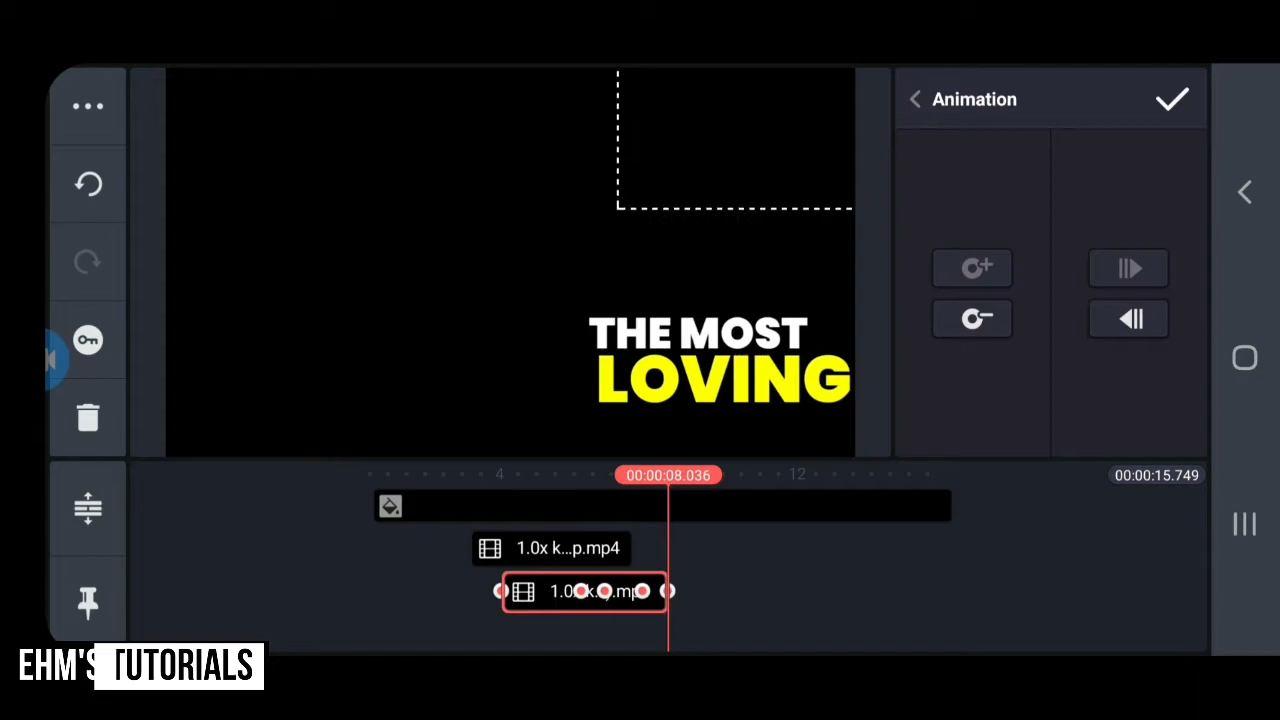 Animation
THE MOST
LOVING
4
00:00:08.036
12
00:00:15.749
1.0x k...p.mp4
EHM'S TUTORIALS